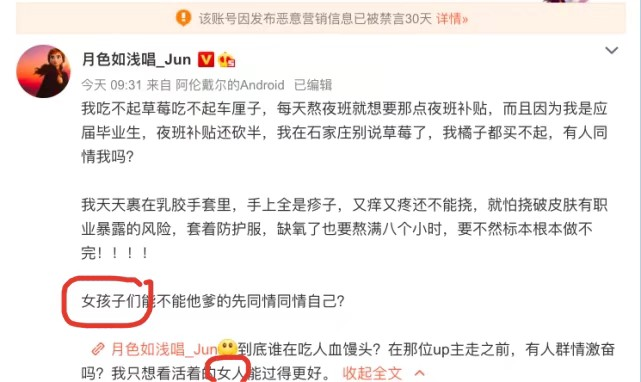 该账号因发布恶意营销信息已被禁言30天 详情»
月色如浅唱_Jun
今天 09:31 来自 阿伦戴尔的Android 已编辑
我吃不起草莓吃不起车厘子，每天熬夜班就想要那点夜班补贴，而且因为我是应
届毕业生，夜班补贴还砍半，我在石家庄别说草莓了，我橘子都买不起，有人同
情我吗？
我天天裹在乳胶手套里，手上全是疹子，又痒又疼还不能挠，就怕挠破皮肤有职
业暴露的风险，套着防护服，缺氧了也要熬满八个小时，要不然标本根本做不
完！！！！
女孩子们能不能他爹的先同情同情自己？
月色如浅唱_Jun 到底谁在吃人血馒头？在那位up主走之前，有人群情激奋
吗？我只想看活着的女人能过得更好。 收起全文